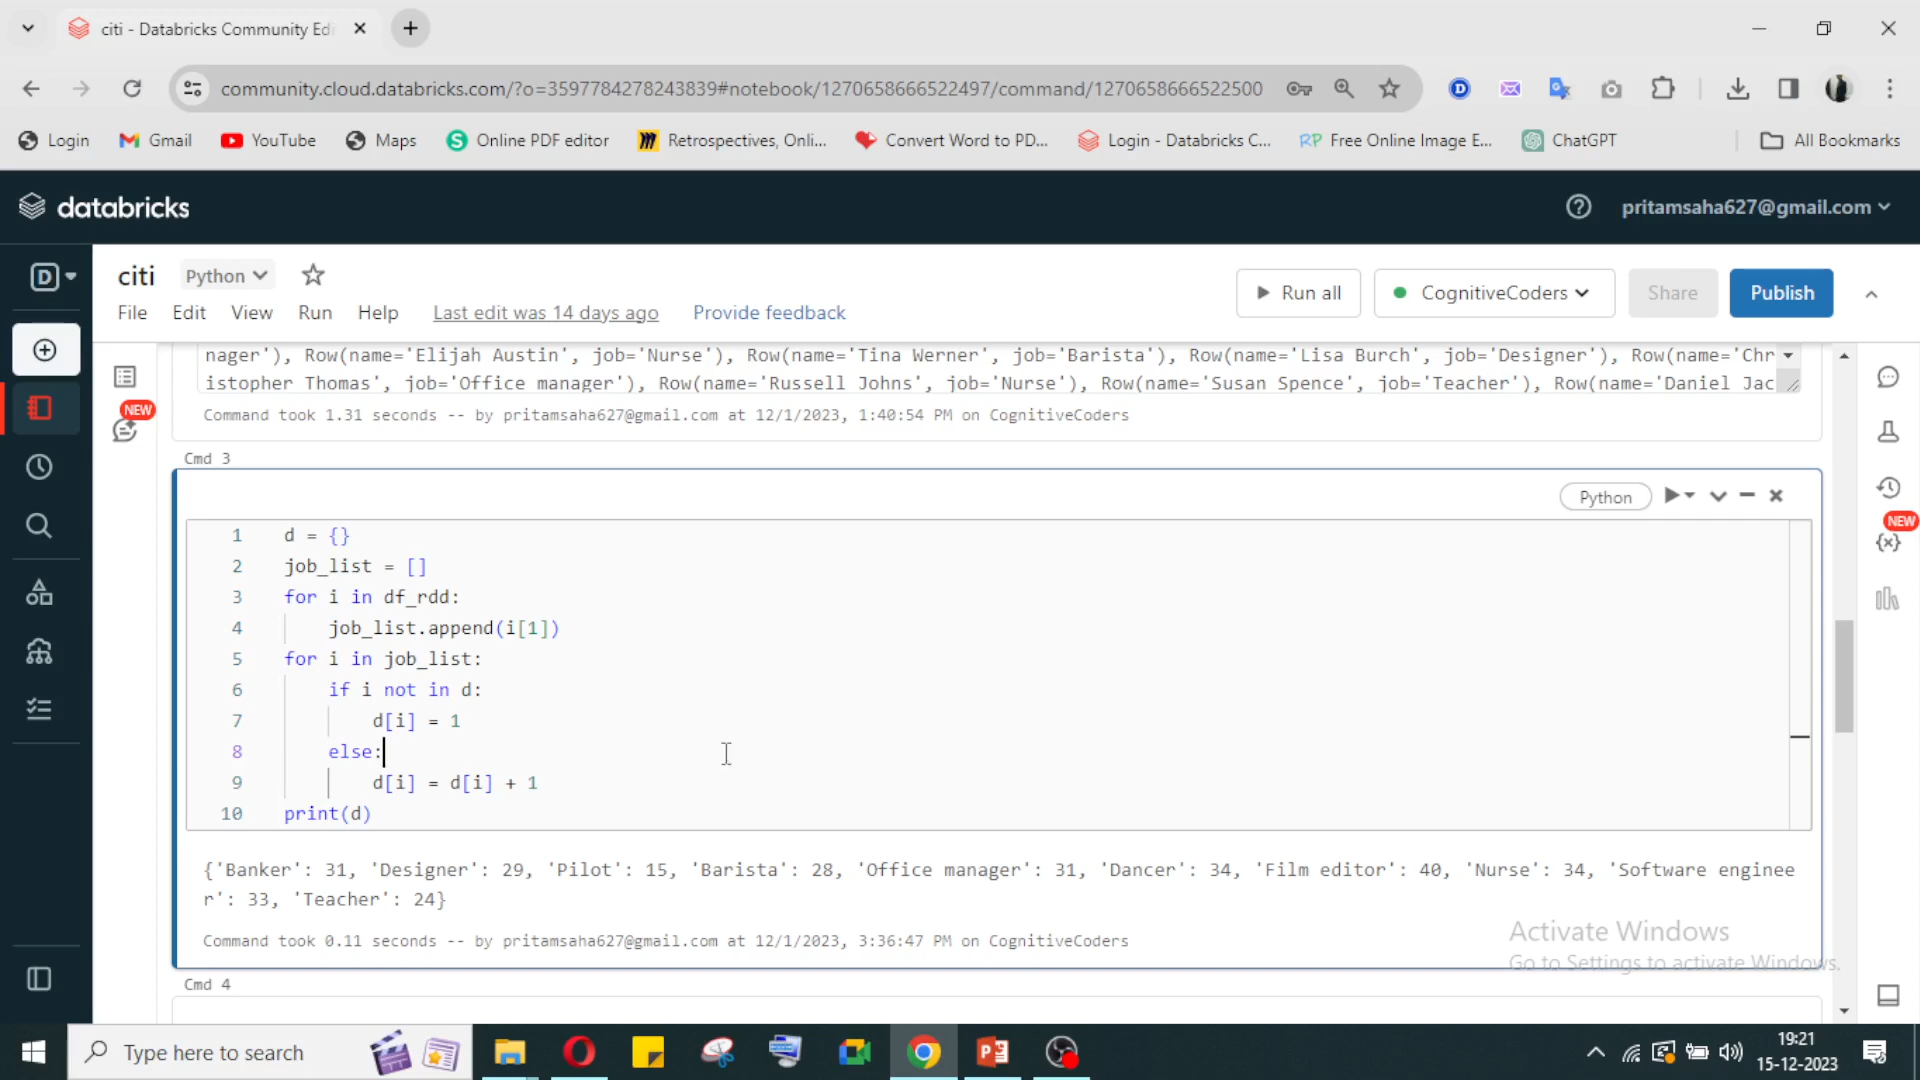 citi - Databricks Community Edi
community.cloud.databricks.com/?o=3597784278243839#notebook/1270658666522497/command/1270658666522500
D
Login
Gmail
YouTube
Maps
S Online PDF editor
Retrospectives, Onli...
Convert Word to PD...
Login - Databricks C...
RP Free Online Image E...
ChatGPT
All Bookmarks
databricks
pritamsaha627@gmail.com
D
citi Python
Run all
CognitiveCoders
Share
Publish
File Edit View Run Help Last edit was 14 days ago Provide feedback
NEW
nager'), Row(name='Elijah Austin', job='Nurse'), Row(name='Tina Werner', job='Barista'), Row(name='Lisa Burch', job='Designer'), Row(name='Chr
istopher Thomas', job='Office manager'), Row(name='Russell Johns', job='Nurse'), Row(name='Susan Spence', job='Teacher'), Row(name='Daniel Jac
Command took 1.31 seconds -- by pritamsaha627@gmail.com at 12/1/2023, 1:40:54 PM on CognitiveCoders
Cmd 3
Python
NEW
{x}
1 d = {}
2 job_list = []
3 for i in df_rdd:
4 job_list.append(i[1])
5 for i in job_list:
6 if i not in d:
7 d[i] = 1
8 else:
9 d[i] = d[i] + 1
10 print(d)
{'Banker': 31, 'Designer': 29, 'Pilot': 15, 'Barista': 28, 'Office manager': 31, 'Dancer': 34, 'Film editor': 40, 'Nurse': 34, 'Software enginee
r': 33, 'Teacher': 24}
Command took 0.11 seconds -- by pritamsaha627@gmail.com at 12/1/2023, 3:36:47 PM on CognitiveCoders
Activate Windows
Go to Settings to activate Windows.
Cmd 4
Type here to search
19:21
15-12-2023